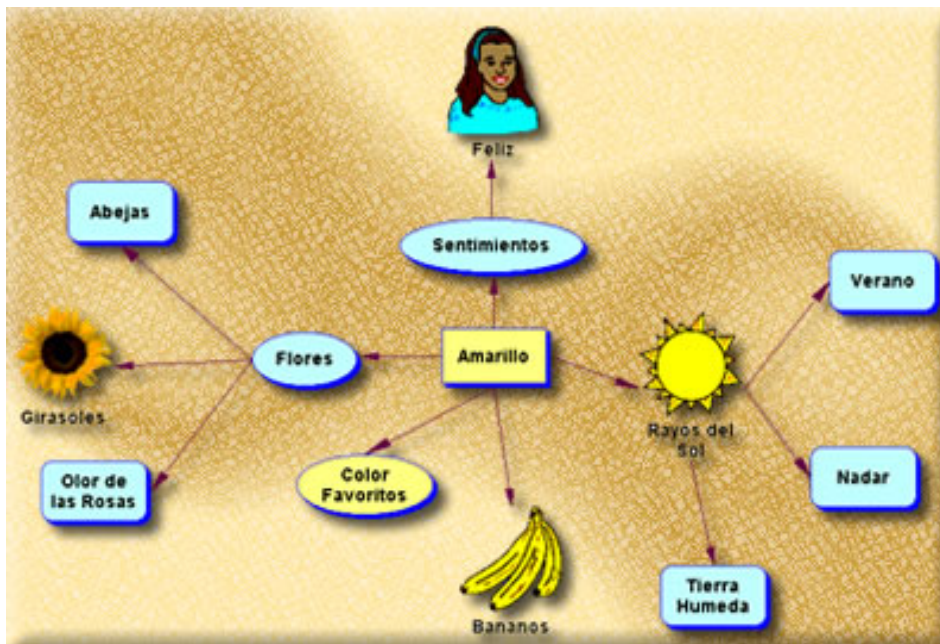 Feliz
Abejas
Sentimientos
Verano
Flores
Amarillo
Girasoles
Rayos del
Sol
Olor de
las Rosas
Color
Favoritos
Nadar
Tierra
Humeda
Bananos